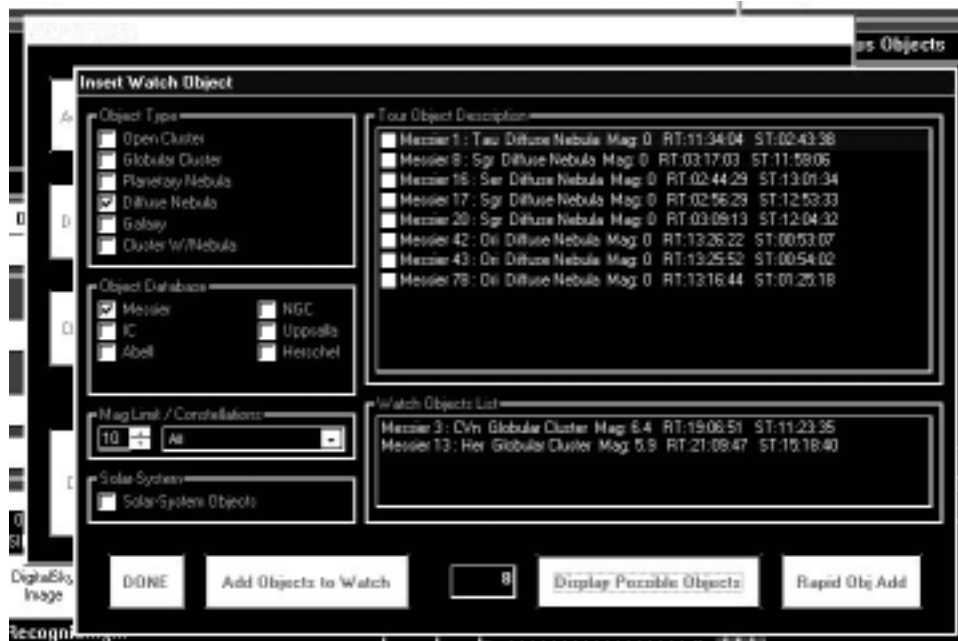 us Objects
Insert Watch Object
Object Type
Open Cluster
Globular Cluster
Planetary Nebula
Diffuse Nebula
Galaxy
Cluster W/Nebula
Object Database
Messier
NGC
IC
Uppsalla
Abell
Herschel
Mag Limit / Constellations
10
All
Solar-System
Solar-System Objects
Tour Object Description
Messier 1 : Tau Diffuse Nebula Mag: 0 RT:11:34:04 ST:02:43:38
Messier 8 : Sgr Diffuse Nebula Mag: 0 RT:03:17:03 ST:11:59:06
Messier 16 : Ser Diffuse Nebula Mag: 0 RT:02:44:29 ST:13:01:34
Messier 17 : Sgr Diffuse Nebula Mag: 0 RT:02:56:29 ST:12:53:33
Messier 20 : Sgr Diffuse Nebula Mag: 0 RT:03:09:13 ST:12:04:32
Messier 42 : Ori Diffuse Nebula Mag: 0 RT:13:26:22 ST:00:53:07
Messier 43 : Ori Diffuse Nebula Mag: 0 RT:13:25:52 ST:00:54:02
Messier 78 : Ori Diffuse Nebula Mag: 0 RT:13:16:44 ST:01:25:18
Watch Objects List
Messier 3 : CVn Globular Cluster Mag: 6.4 RT:19:06:51 ST:11:23:35
Messier 13 : Her Globular Cluster Mag: 5.9 RT:21:09:47 ST:15:18:40
DONE
Add Objects to Watch
8
Display Possible Objects
Rapid Obj Add
DigitalSky
Image